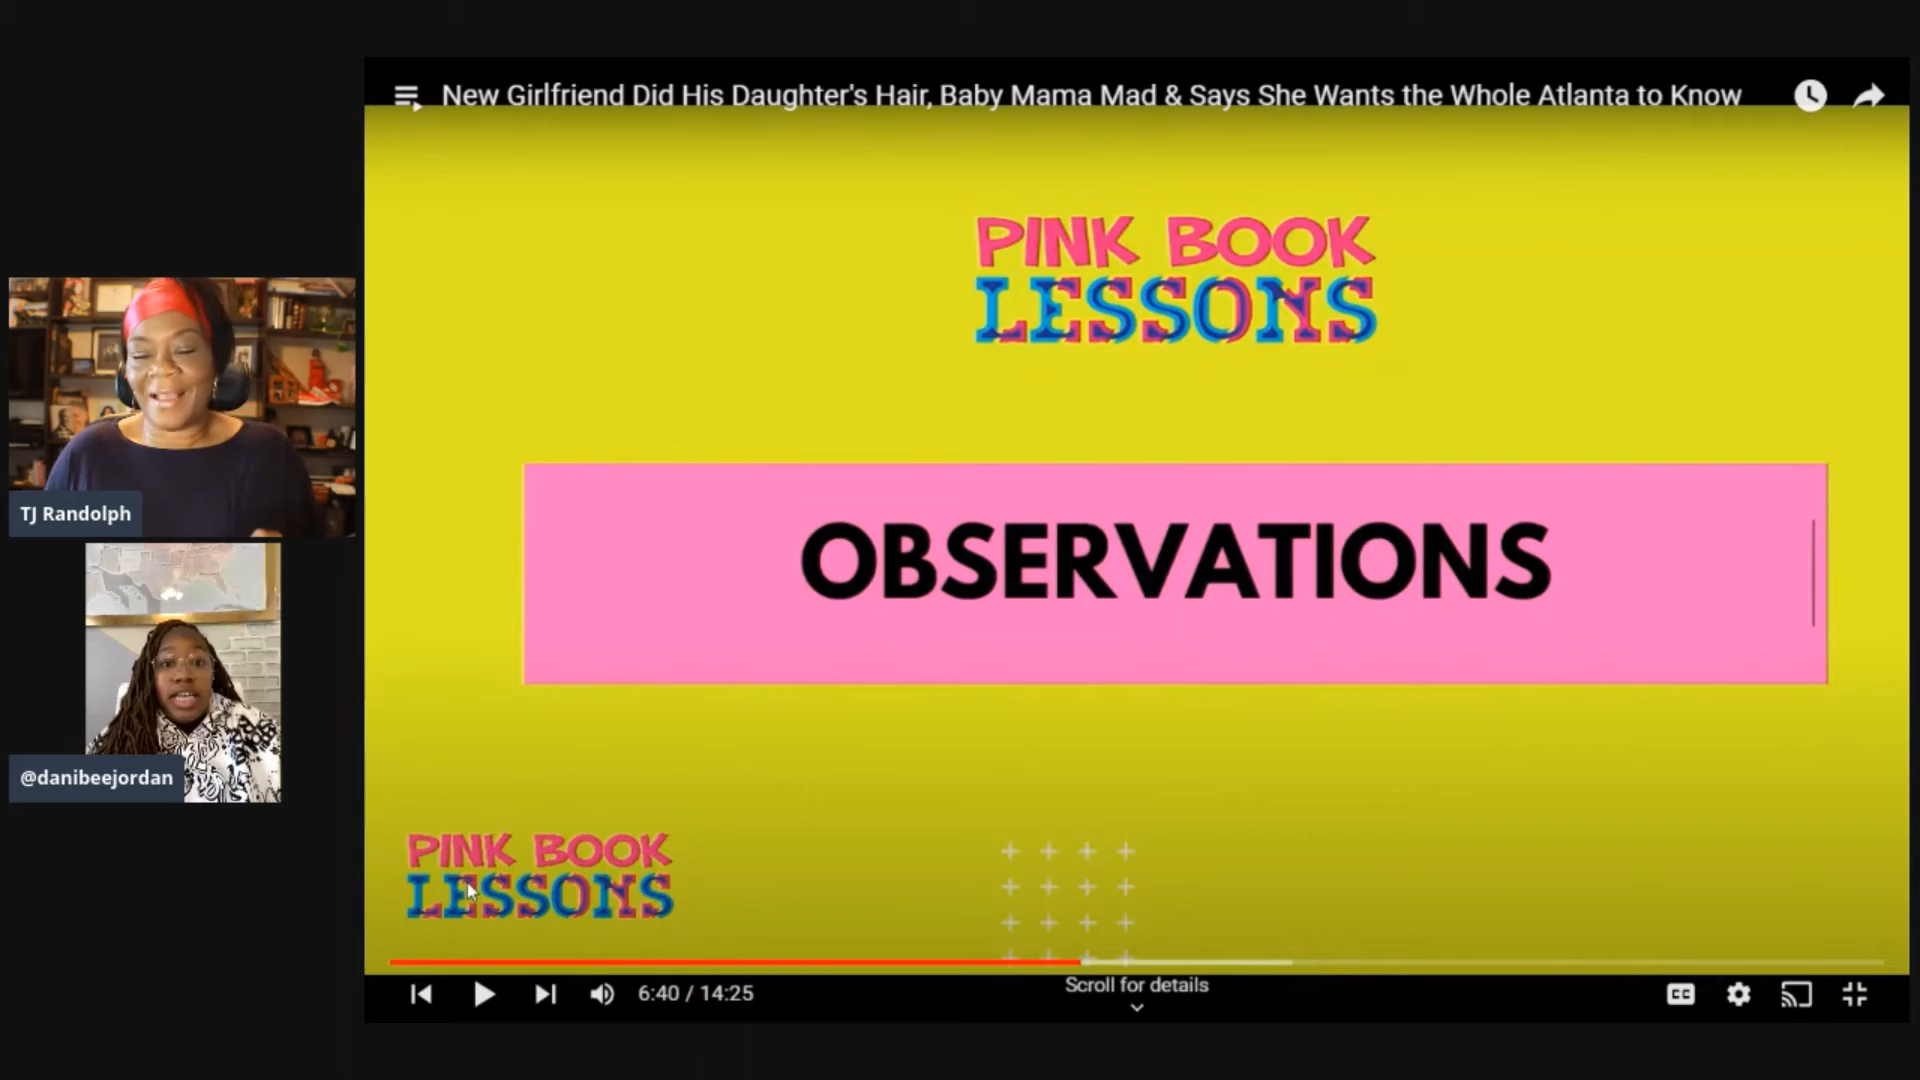 New Girlfriend Did His Daughter's Hair, Baby Mama Mad & Says She Wants the Whole Atlanta to Know
PINK BOOK
LESSONS
OBSERVATIONS
TJ Randolph
@danibeejordan
PINK BOOK
LESSONS
6:40 / 14:25
Scroll for details
CC